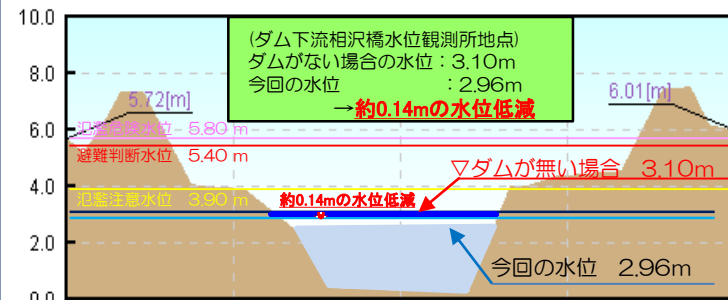 10.0
(ダム下流相沢橋水位観測所地点)
ダムがない場合の水位：3.10m
今回の水位　　　　：2.96m
→約0.14mの水位低減
8.0
5.72[m]
6.01[m]
6.0
氾濫危険水位 5.80 m
避難判断水位 5.40 m
▽ダムが無い場合 3.10m
4.0
氾濫注意水位 3.90 m
約0.14mの水位低減
2.0
今回の水位 2.96m
0.0